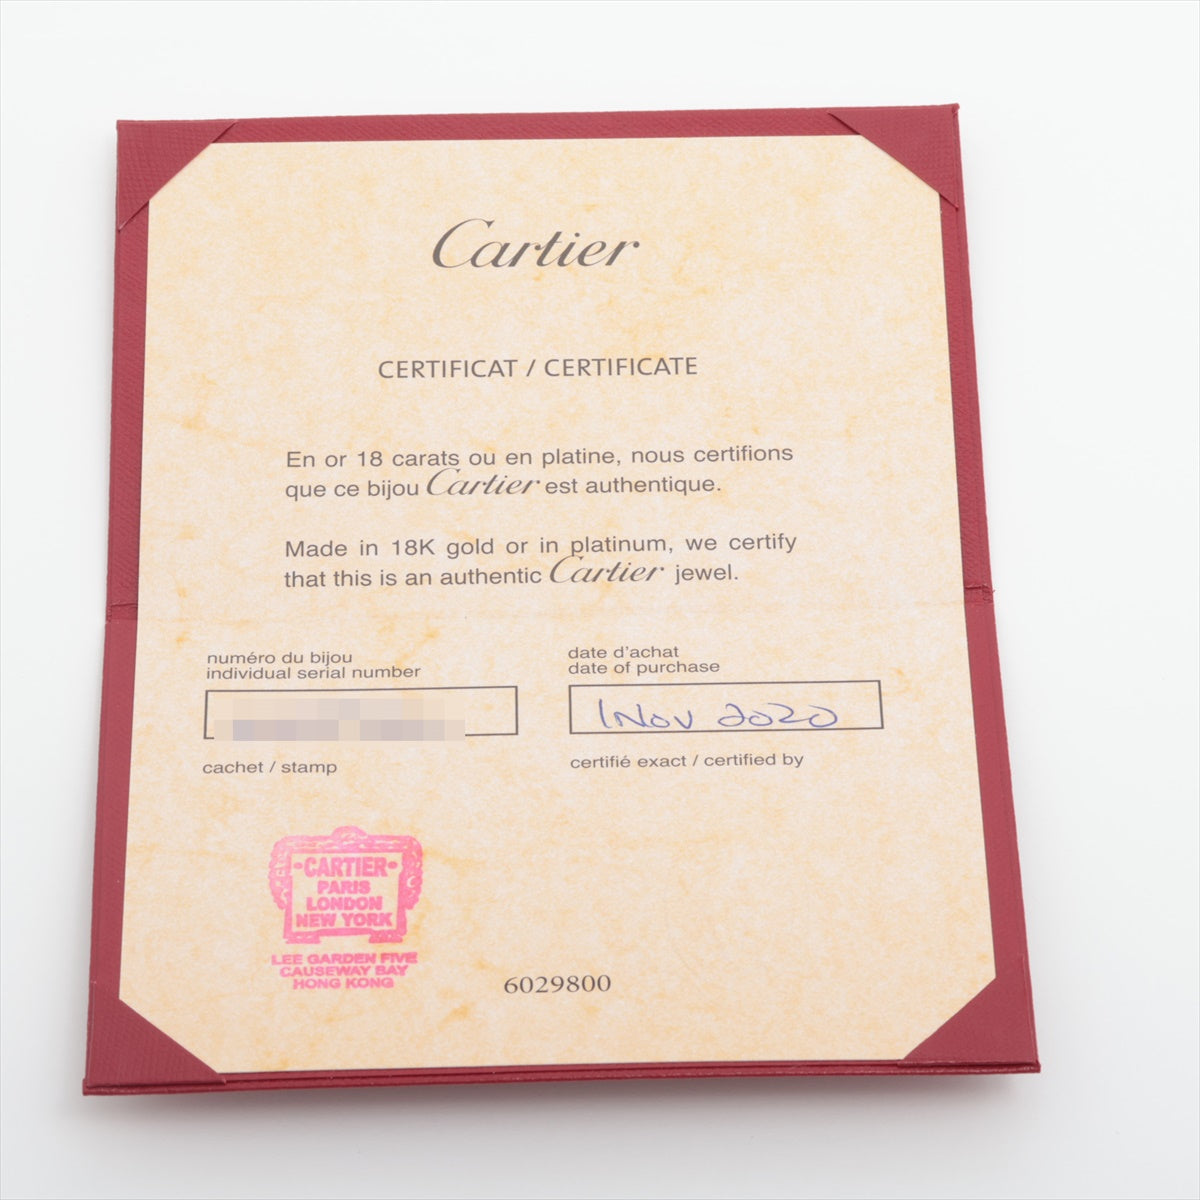 Cartier
CERTIFICAT / CERTIFICATE
En or 18 carats ou en platine, nous certifions
que ce bijou Cartier est authentique.
Made in 18K gold or in platinum, we certify
that this is an authentic Cartier jewel.
numéro du bijou
individual serial number
date d'achat
date of purchase
1 Nov 2020
cachet / stamp
certifié exact / certified by
•CARTIER•
PARIS
LONDON
NEW YORK
LEE GARDEN FIVE
CAUSEWAY BAY
HONG KONG
6029800